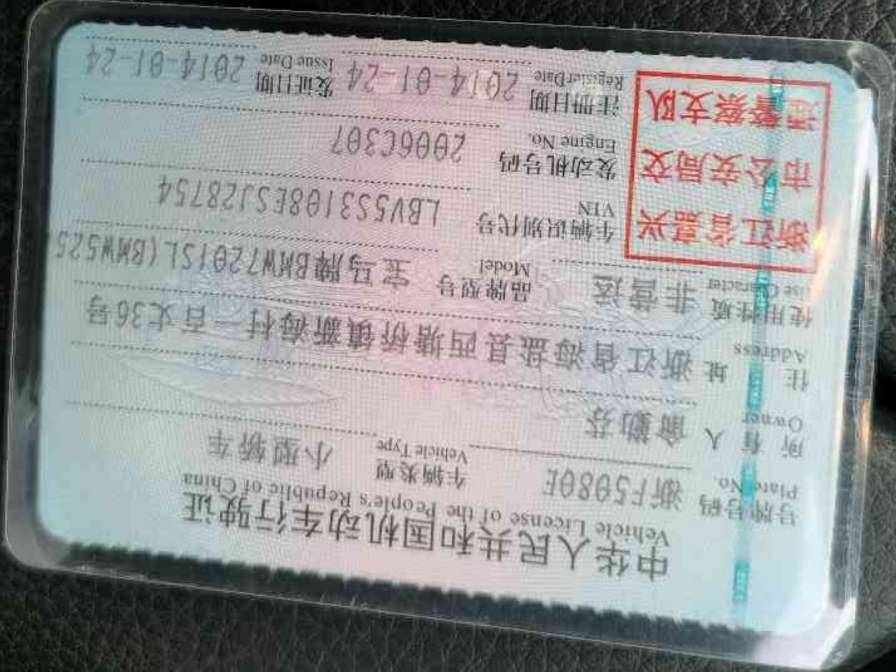 中华人民共和国机动车行驶证
Vehicle License of the People's Republic of China
号牌号码 浙F5080E 车辆类型 小型轿车
Plate No. Vehicle Type
所有人 俞勤芬
Owner
住址 浙江省海盐县西塘桥镇新海村一百丈36号
Address
使用性质 非营运 品牌型号 宝马牌BMW7201SL(BMW525
Use Character Model
浙江省嘉兴
市公安局交
通警察支队
车辆识别代号 LBV5S3108ESJ28754
VIN
发动机号码 2006C307
Engine No.
注册日期 2014-01-24 发证日期 2014-01-24
Register Date Issue Date